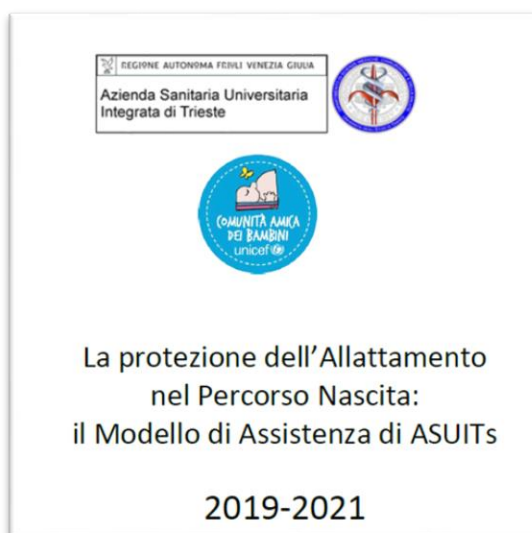 REGIONE AUTONOMA FRIULI VENEZIA GIULIA
Azienda Sanitaria Universitaria
Integrata di Trieste
COMUNITÀ AMICA
DEI BAMBINI
unicef
La protezione dell'Allattamento
nel Percorso Nascita:
il Modello di Assistenza di ASUITs
2019-2021